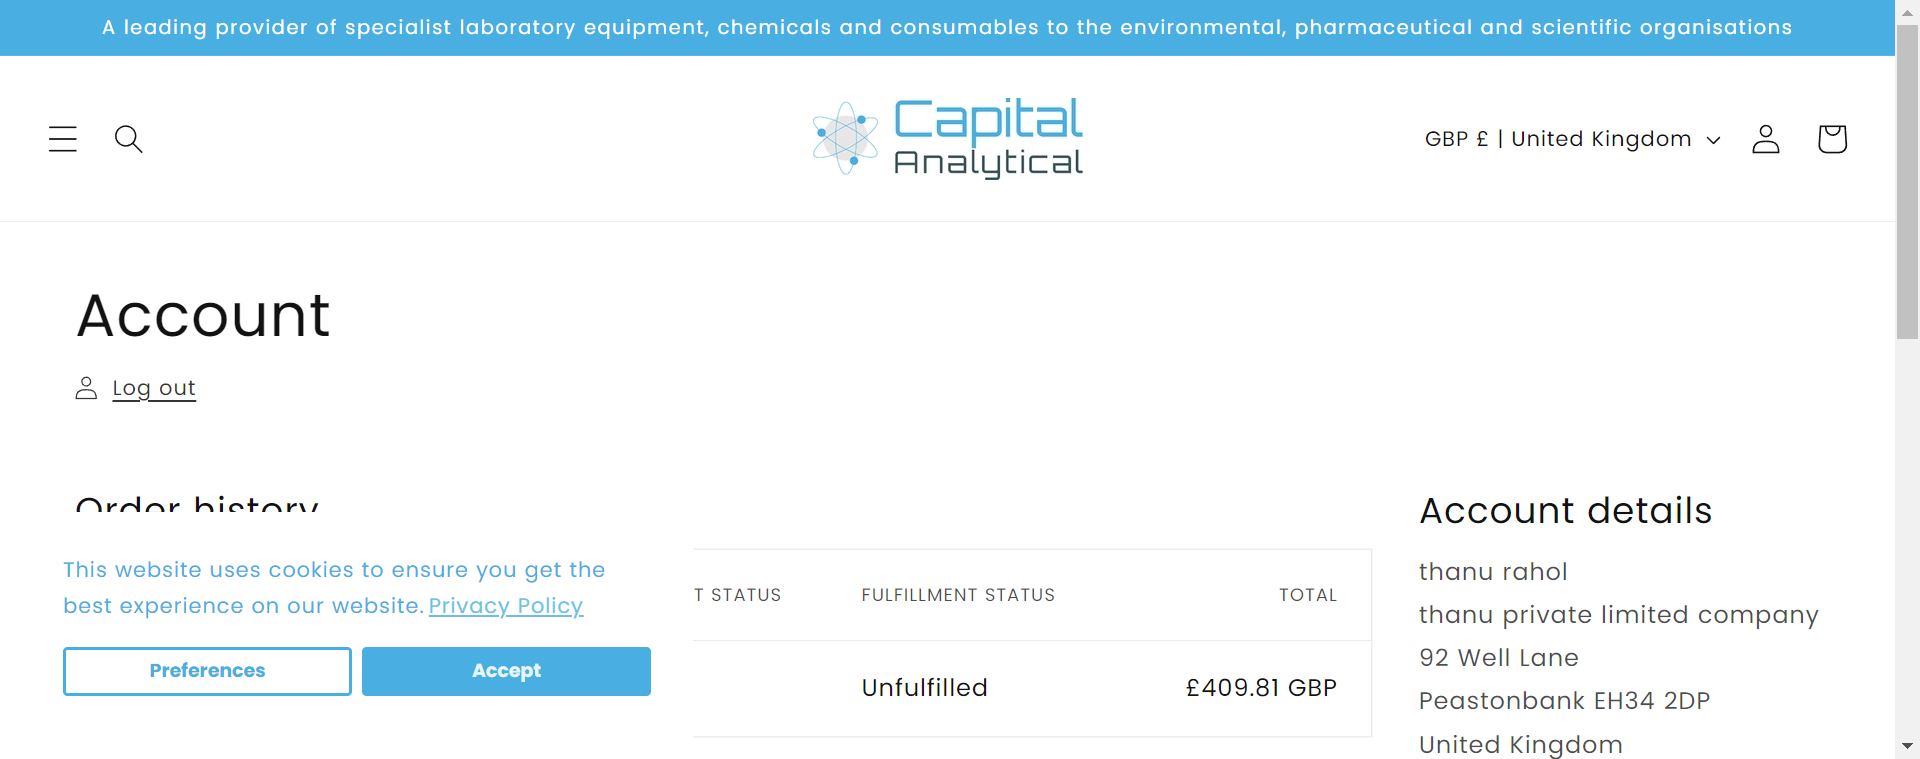 A leading provider of specialist laboratory equipment, chemicals and consumables to the environmental, pharmaceutical and scientific organisations
Capital
Analytical
GBP £ | United Kingdom
Account
Log out
Order history
T STATUS
FULFILLMENT STATUS
TOTAL
Unfulfilled
£409.81 GBP
Account details
thanu rahol
thanu private limited company
92 Well Lane
Peastonbank EH34 2DP
United Kingdom
This website uses cookies to ensure you get the
best experience on our website. Privacy Policy
Preferences
Accept